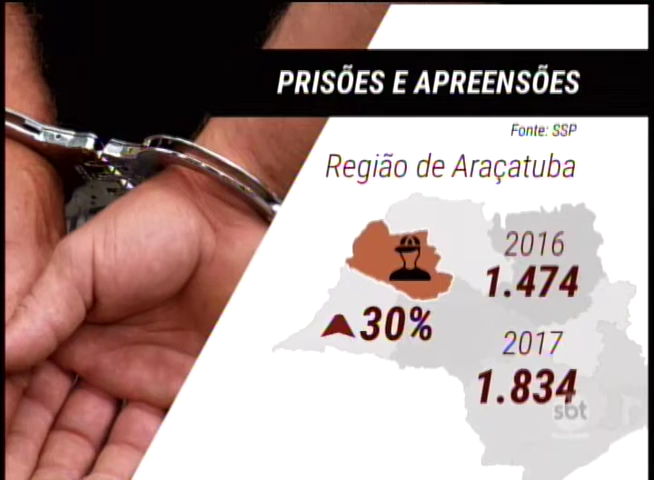 PRISÕES E APREENSÕES
Fonte: SSP
Região de Araçatuba
2016
1.474
30%
2017
1.834
sbt